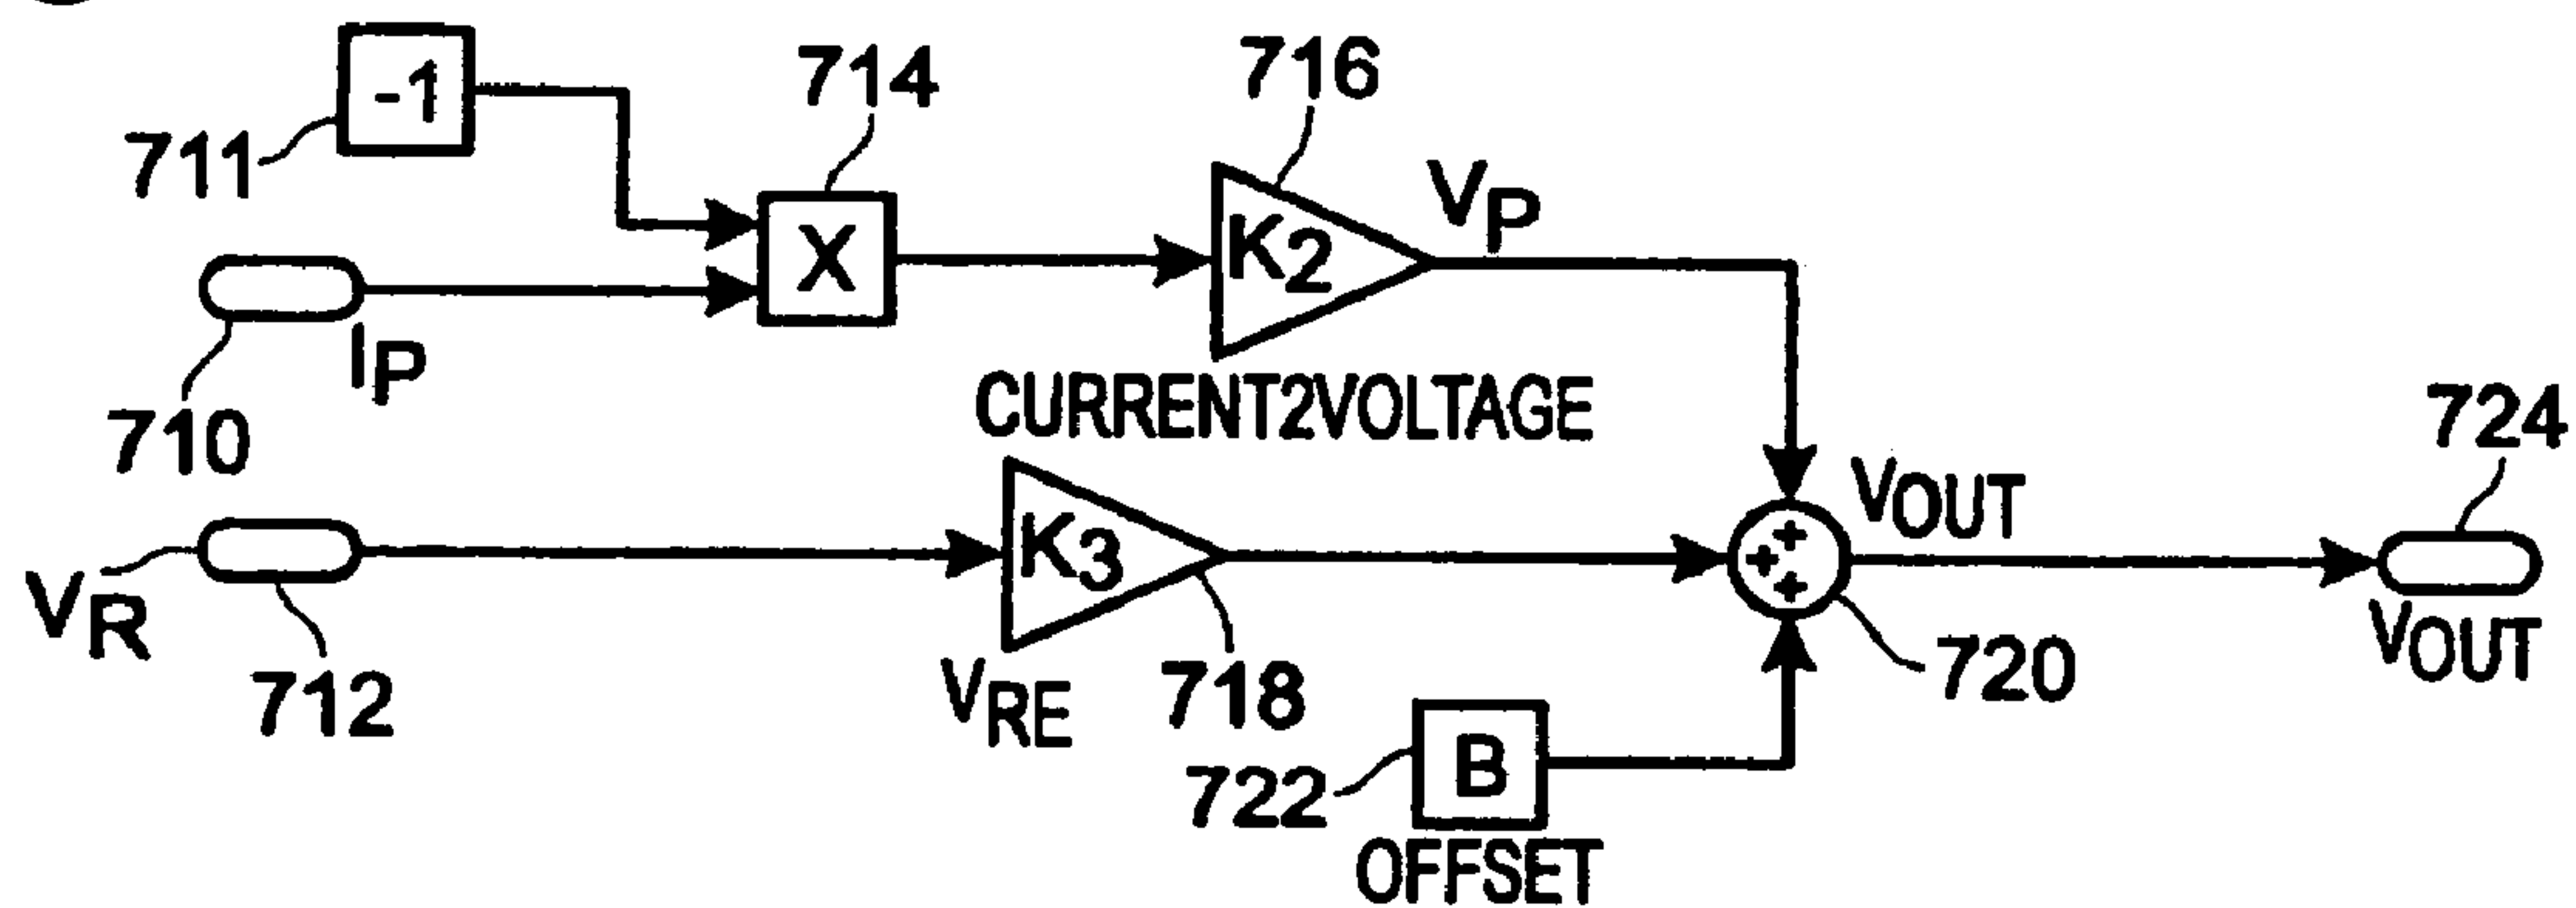 -1
711
714
716
X
K2
VP
IP
710
CURRENT2VOLTAGE
VR
712
K3
VRE
718
+
+
+
VOUT
720
724
VOUT
722
B
OFFSET